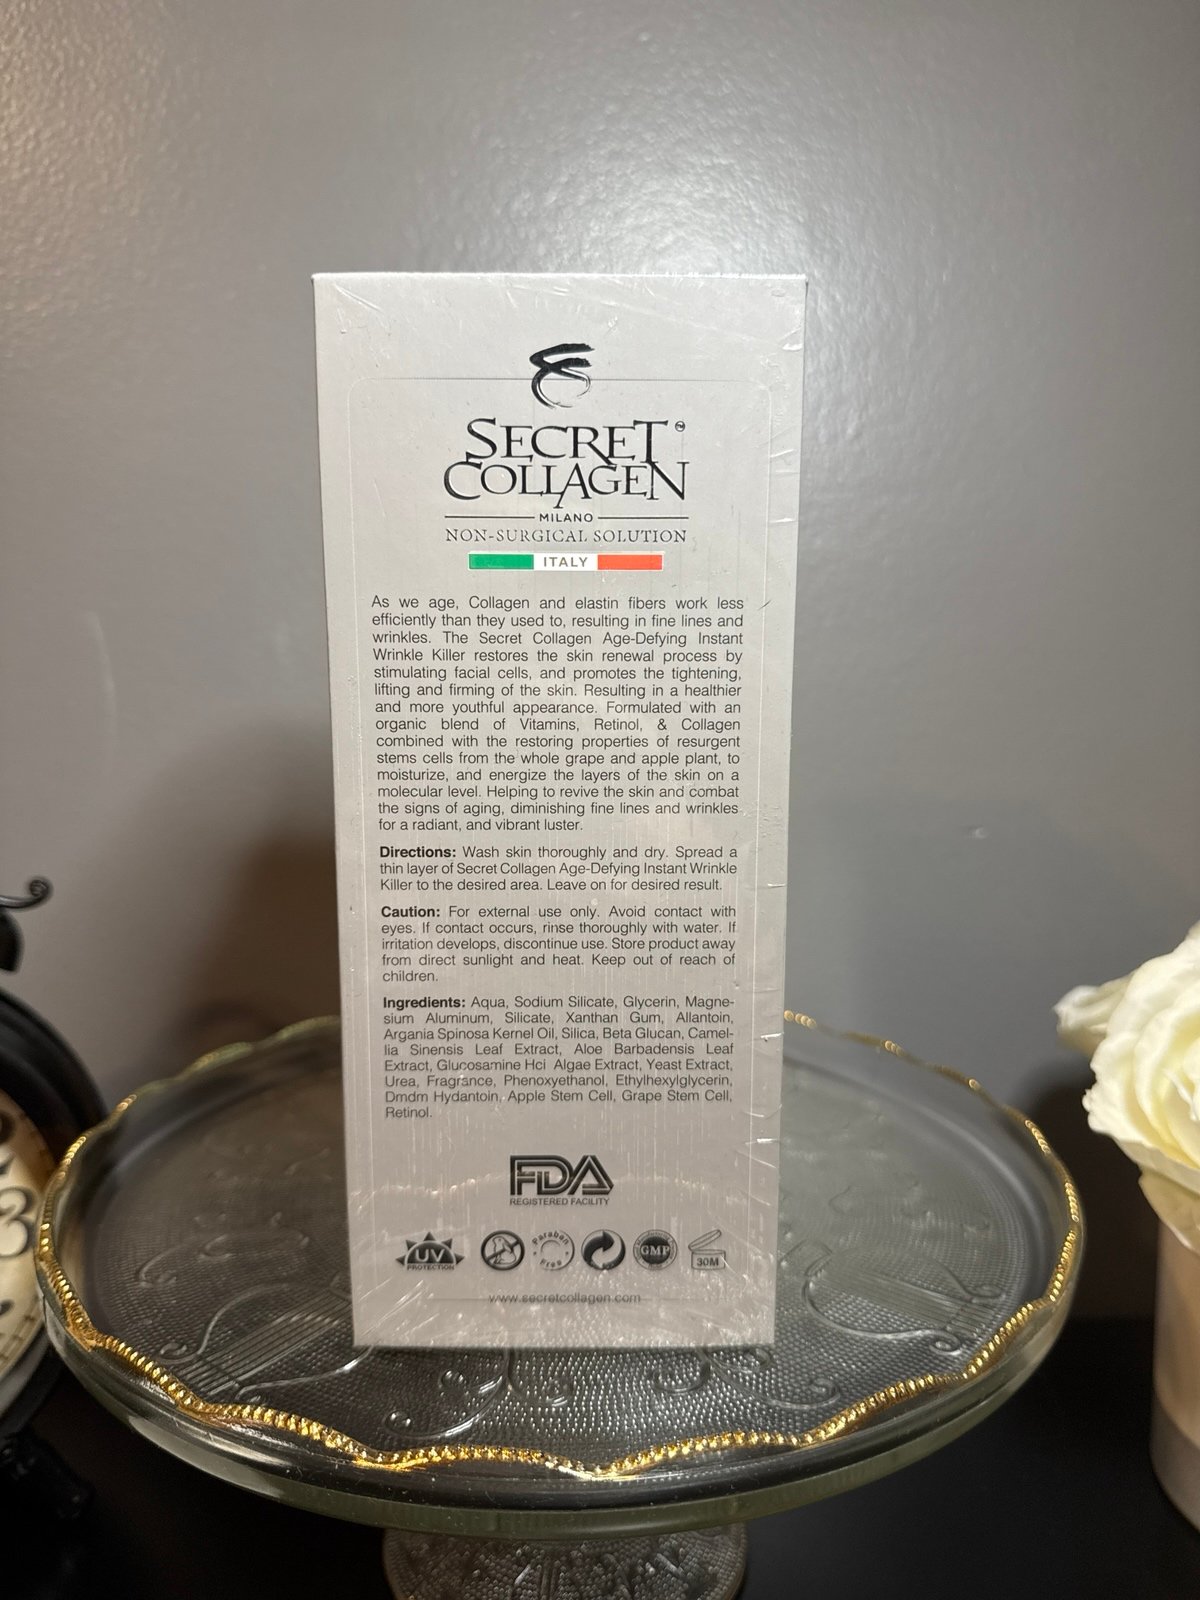 SECRET™
COLLAGEN
MILANO
NON-SURGICAL SOLUTION
ITALY
As we age, Collagen and elastin fibers work less
efficiently than they used to, resulting in fine lines and
wrinkles. The Secret Collagen Age-Defying Instant
Wrinkle Killer restores the skin renewal process by
stimulating facial cells, and promotes the tightening,
lifting and firming of the skin. Resulting in a healthier
and more youthful appearance. Formulated with an
organic blend of Vitamins, Retinol, & Collagen
combined with the restoring properties of resurgent
stems cells from the whole grape and apple plant, to
moisturize, and energize the layers of the skin on a
molecular level. Helping to revive the skin and combat
the signs of aging, diminishing fine lines and wrinkles
for a radiant, and vibrant luster.
Directions: Wash skin thoroughly and dry. Spread a
thin layer of Secret Collagen Age-Defying Instant Wrinkle
Killer to the desired area. Leave on for desired result.
Caution: For external use only. Avoid contact with
eyes. If contact occurs, rinse thoroughly with water. If
irritation develops, discontinue use. Store product away
from direct sunlight and heat. Keep out of reach of
children.
Ingredients: Aqua, Sodium Silicate, Glycerin, Magne-
sium Aluminum, Silicate, Xanthan Gum, Allantoin,
Argania Spinosa Kernel Oil, Silica, Beta Glucan, Camel-
lia Sinensis Leaf Extract, Aloe Barbadensis Leaf
Extract, Glucosamine Hci Algae Extract, Yeast Extract,
Urea, Fragrance, Phenoxyethanol, Ethylhexylglycerin,
Dmdm Hydantoin, Apple Stem Cell, Grape Stem Cell,
Retinol.
FDA
REGISTERED FACILITY
UV
PROTECTION
Paraben
Free
GMP
30M
www.secretcollagen.com
3